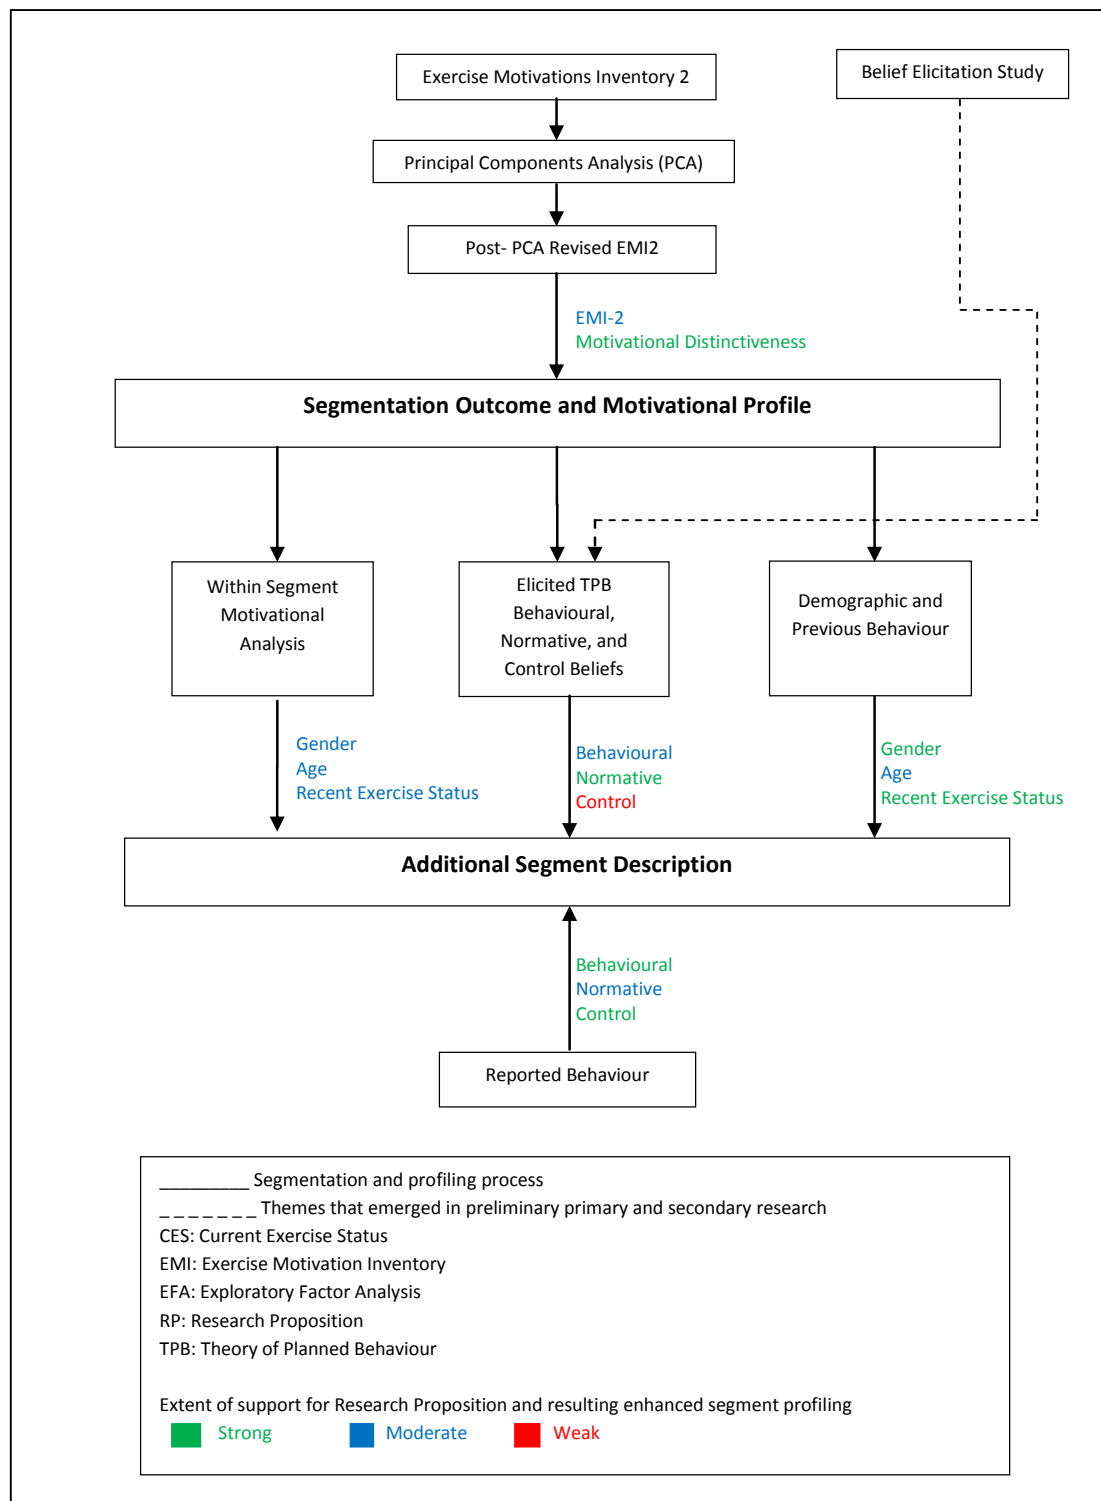 Exercise Motivations Inventory 2
Belief Elicitation Study
Principal Components Analysis (PCA)
Post- PCA Revised EMI2
EMI-2
Motivational Distinctiveness
Segmentation Outcome and Motivational Profile
Within Segment
Motivational
Analysis
Elicited TPB
Behavioural,
Normative, and
Control Beliefs
Demographic and
Previous Behaviour
Gender
Age
Recent Exercise Status
Behavioural
Normative
Control
Gender
Age
Recent Exercise Status
Additional Segment Description
Behavioural
Normative
Control
Reported Behaviour
_________ Segmentation and profiling process
_ _ _ _ _ _ _ Themes that emerged in preliminary primary and secondary research
CES: Current Exercise Status
EMI: Exercise Motivation Inventory
EFA: Exploratory Factor Analysis
RP: Research Proposition
TPB: Theory of Planned Behaviour
Extent of support for Research Proposition and resulting enhanced segment profiling
Strong Moderate Weak